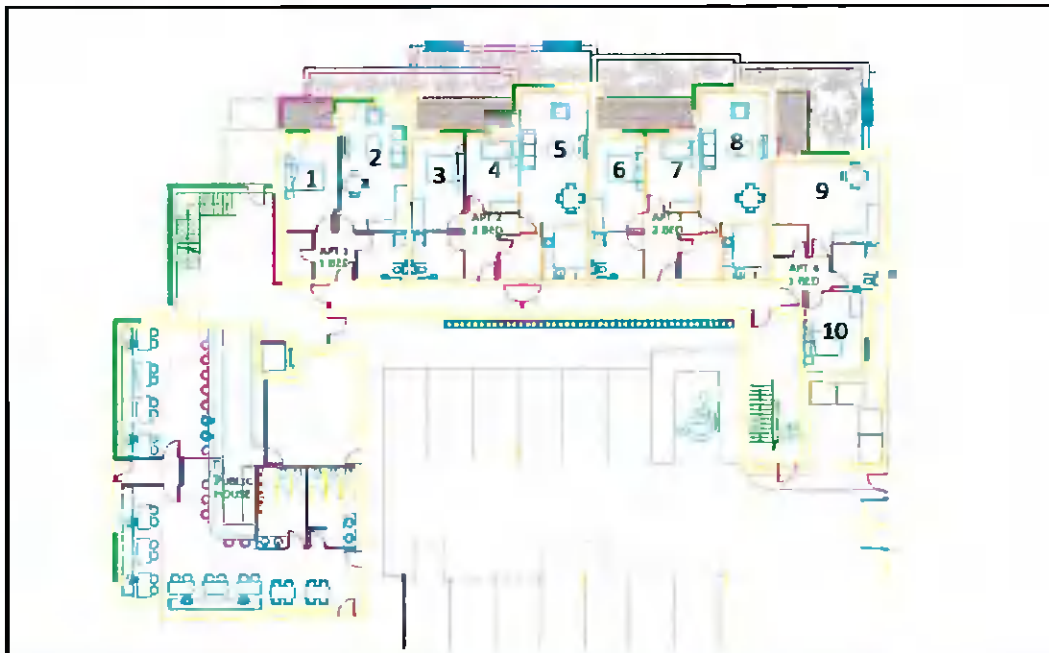 1
2
3
4
5
6
7
8
9
10
APT 1
1 BED
APT 2
2 BED
APT 3
2 BED
APT 4
1 BED
PUBLIC
HOUSE